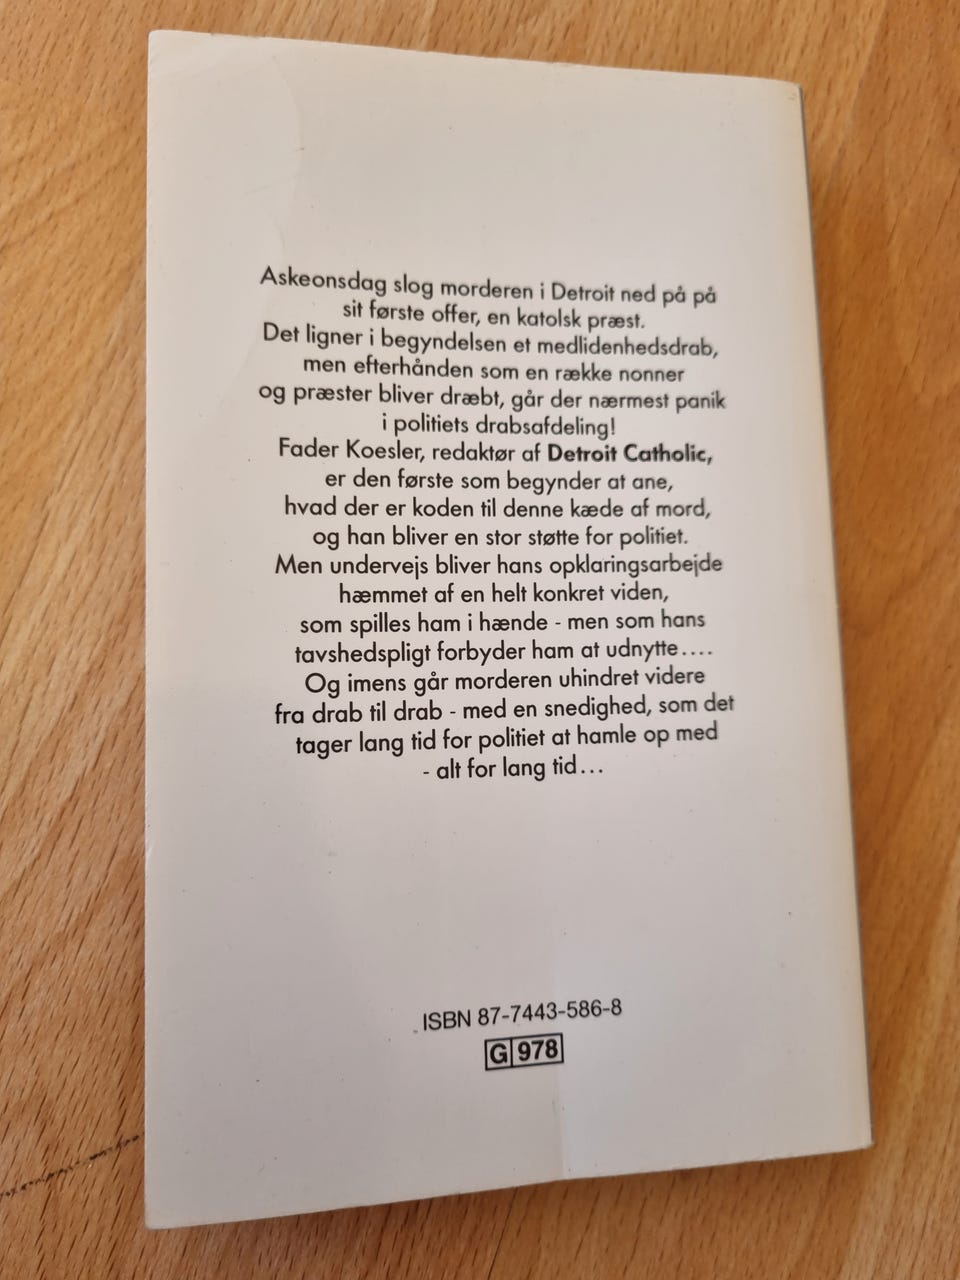 Askeonsdag slog morderen i Detroit ned på på
sit første offer, en katolsk præst.
Det ligner i begyndelsen et medlidenhedsdrab,
men efterhånden som en række nonner
og præster bliver dræbt, går der nærmest panik
i politiets drabsafdeling!
Fader Koesler, redaktør af Detroit Catholic,
er den første som begynder at ane,
hvad der er koden til denne kæde af mord,
og han bliver en stor støtte for politiet.
Men undervejs bliver hans opklaringsarbejde
hæmmet af en helt konkret viden,
som spilles ham i hænde - men som hans
tavshedspligt forbyder ham at udnytte....
Og imens går morderen uhindret videre
fra drab til drab - med en snedighed, som det
tager lang tid for politiet at hamle op med
- alt for lang tid...
ISBN 87-7443-586-8
G 978